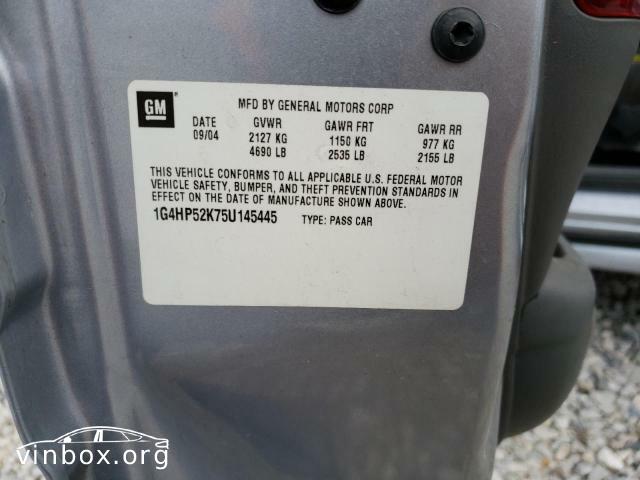 GM
MFD BY GENERAL MOTORS CORP
DATE GVWR GAWR FRT GAWR RR
09/04 2127 KG 1150 KG 977 KG
4690 LB 2535 LB 2155 LB
THIS VEHICLE CONFORMS TO ALL APPLICABLE U.S. FEDERAL MOTOR
VEHICLE SAFETY, BUMPER, AND THEFT PREVENTION STANDARDS IN
EFFECT ON THE DATE OF MANUFACTURE SHOWN ABOVE.
1G4HP52K75U145445 TYPE: PASS CAR
vinbox.org